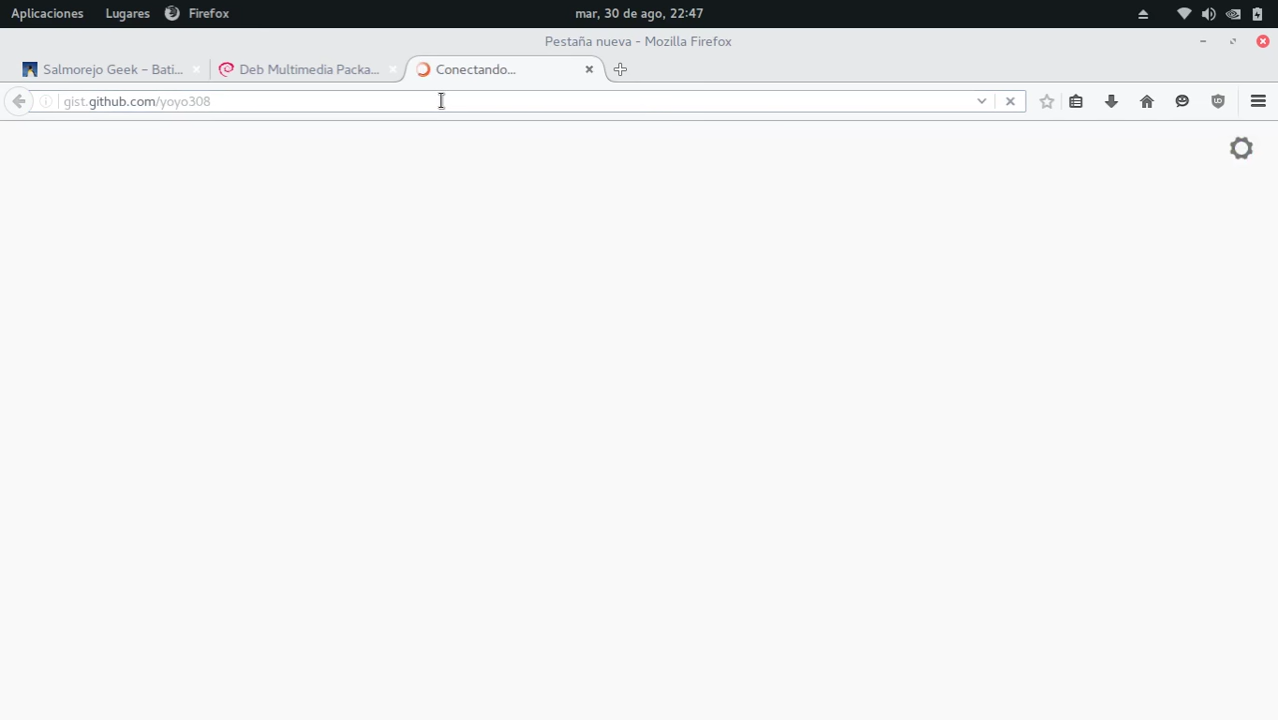 Aplicaciones Lugares Firefox mar, 30 de ago, 22:47
Pestaña nueva - Mozilla Firefox
Salmorejo Geek – Bati... Deb Multimedia Packa... Conectando...
gist.github.com/yoyo308